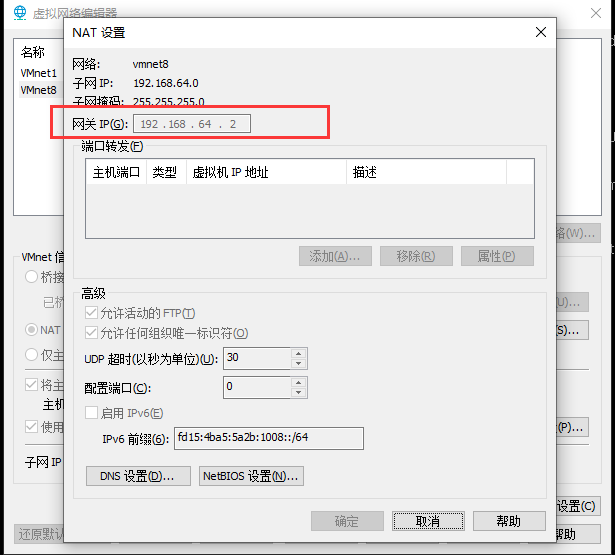 虚拟网络编辑器
NAT 设置
名称
VMnet1
VMnet8
网络: vmnet8
子网 IP: 192.168.64.0
子网掩码: 255.255.255.0
网关 IP(G): 192 . 168 . 64 . 2
端口转发(F)
主机端口 类型 虚拟机 IP 地址 描述
添加(A)... 移除(R) 属性(P)
络(W)...
VMnet 信
桥接
已桥
U)...
NAT
(S)...
仅主
将主
主机
使用
(P)...
子网 IP
高级
允许活动的 FTP(T)
允许任何组织唯一标识符(O)
UDP 超时(以秒为单位)(U): 30
配置端口(C): 0
启用 IPv6(E)
IPv6 前缀(6): fd15:4ba5:5a2b:1008::/64
DNS 设置(D)... NetBIOS 设置(N)...
设置(C)
确定 取消 帮助
还原默认
帮助